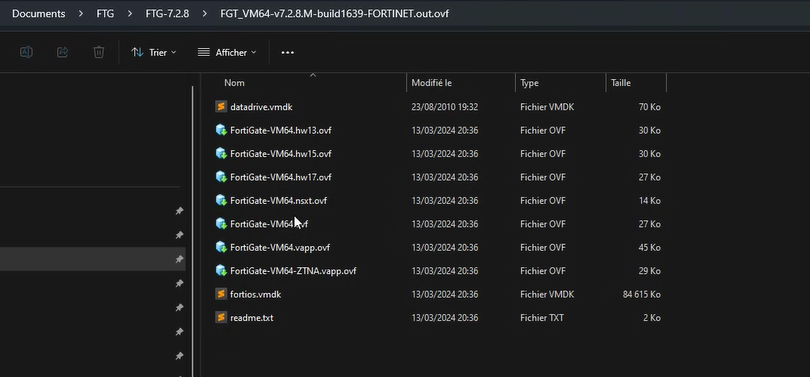 Documents > FTG > FTG-7.2.8 > FGT_VM64-v7.2.8.M-build1639-FORTINET.out.ovf
Trier Afficher
Nom Modifié le Type Taille
datadrive.vmdk 23/08/2010 19:32 Fichier VMDK 70 Ko
FortiGate-VM64.hw13.ovf 13/03/2024 20:36 Fichier OVF 30 Ko
FortiGate-VM64.hw15.ovf 13/03/2024 20:36 Fichier OVF 30 Ko
FortiGate-VM64.hw17.ovf 13/03/2024 20:36 Fichier OVF 27 Ko
FortiGate-VM64.nsxt.ovf 13/03/2024 20:36 Fichier OVF 14 Ko
FortiGate-VM64.ovf 13/03/2024 20:36 Fichier OVF 27 Ko
FortiGate-VM64.vapp.ovf 13/03/2024 20:36 Fichier OVF 45 Ko
FortiGate-VM64-ZTNA.vapp.ovf 13/03/2024 20:36 Fichier OVF 29 Ko
fortios.vmdk 13/03/2024 20:36 Fichier VMDK 84 615 Ko
readme.txt 13/03/2024 20:36 Fichier TXT 2 Ko